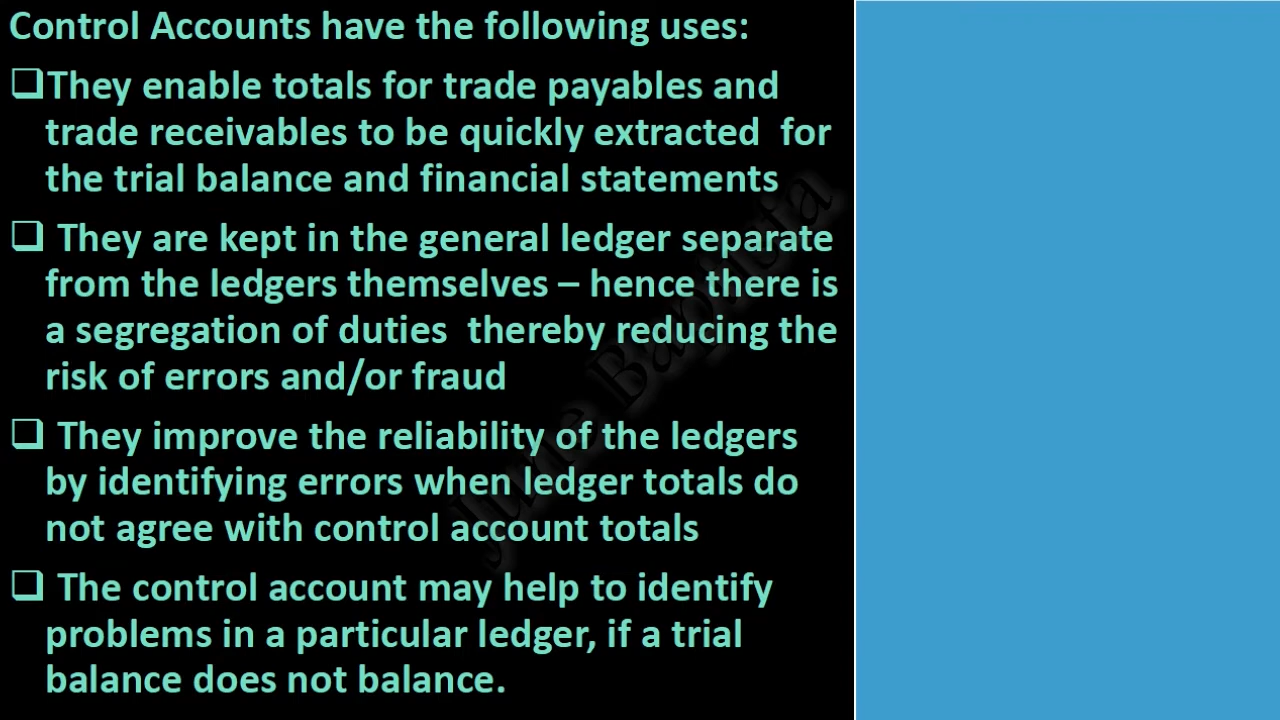 Control Accounts have the following uses:
❑They enable totals for trade payables and
trade receivables to be quickly extracted for
the trial balance and financial statements
❑ They are kept in the general ledger separate
from the ledgers themselves – hence there is
a segregation of duties thereby reducing the
risk of errors and/or fraud
❑ They improve the reliability of the ledgers
by identifying errors when ledger totals do
not agree with control account totals
❑ The control account may help to identify
problems in a particular ledger, if a trial
balance does not balance.
June